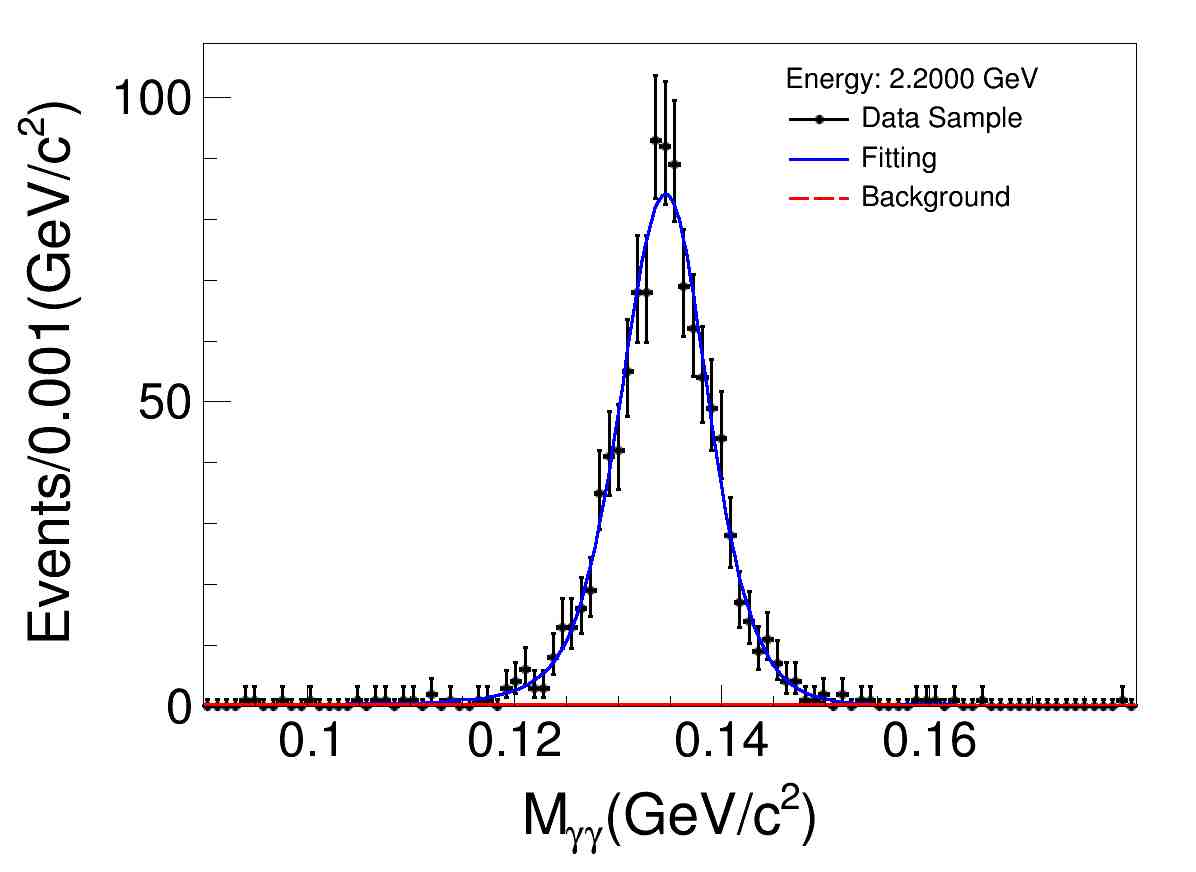 Energy: 2.2000 GeV
Data Sample
Fitting
Background
Events/0.001(GeV/c²)
100
50
0
0.1 0.12 0.14 0.16
Mγγ(GeV/c²)